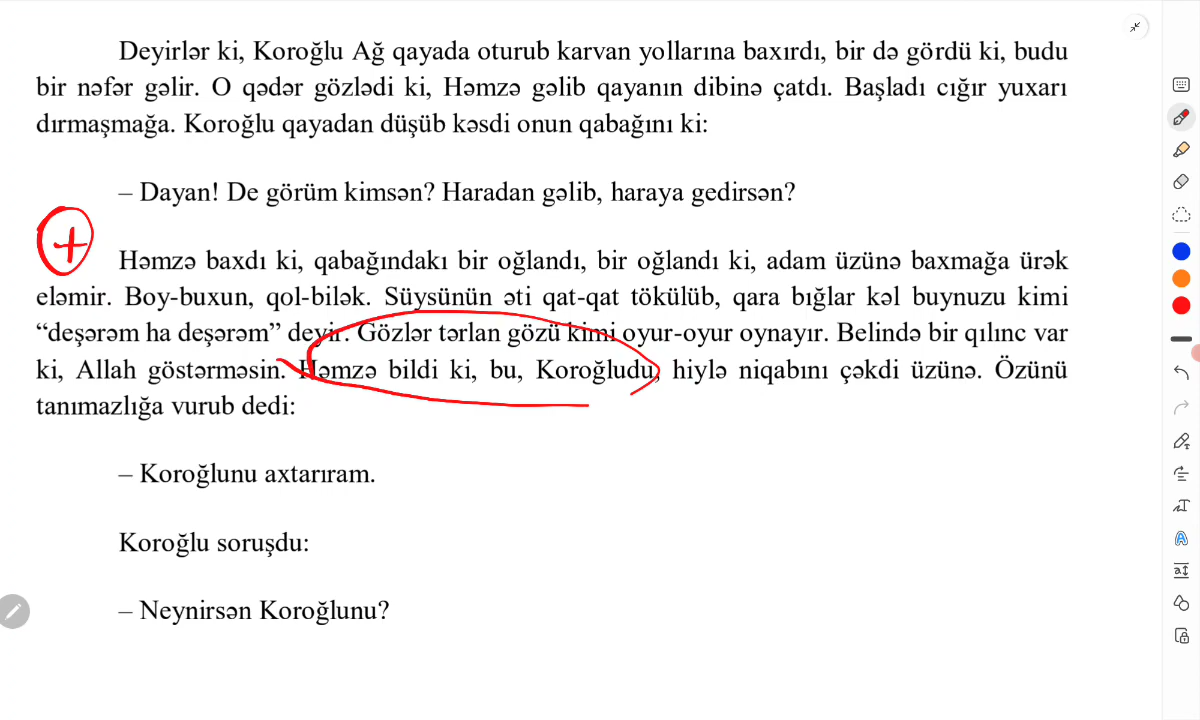 Deyirlər ki, Koroğlu Ağ qayada oturub karvan yollarına baxırdı, bir də gördü ki, budu
bir nəfər gəlir. O qədər gözlədi ki, Həmzə gəlib qayanın dibinə çatdı. Başladı cığır yuxarı
dırmaşmağa. Koroğlu qayadan düşüb kəsdi onun qabağını ki:
– Dayan! De görüm kimsən? Haradan gəlib, haraya gedirsən?
+
Həmzə baxdı ki, qabağındakı bir oğlandı, bir oğlandı ki, adam üzünə baxmağa ürək
eləmir. Boy-buxun, qol-bilək. Süysünün əti qat-qat tökülüb, qara bığlar kəl buynuzu kimi
“deşərəm ha deşərəm” deyir. Gözlər tərlan gözü kimi oyur-oyur oynayır. Belində bir qılınc var
ki, Allah göstərməsin. Həmzə bildi ki, bu, Koroğludu, hiylə niqabını çəkdi üzünə. Özünü
tanımazlığa vurub dedi:
– Koroğlunu axtarıram.
Koroğlu soruşdu:
– Neynirsən Koroğlunu?